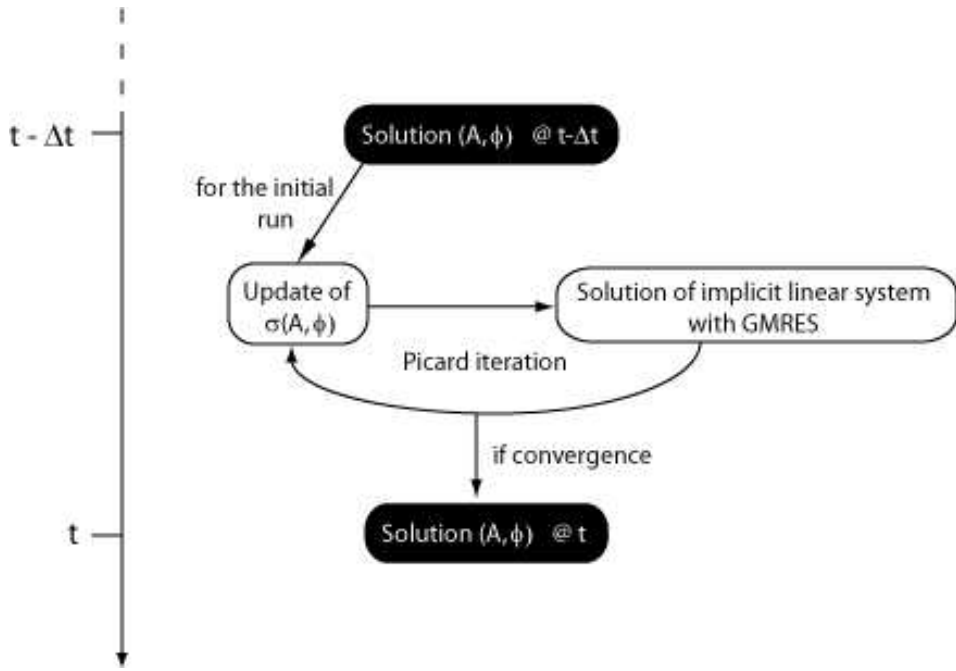 t - Δt
Solution (A,ϕ) @ t-Δt
for the initial
run
Update of
σ(A,ϕ)
Solution of implicit linear system
with GMRES
Picard iteration
if convergence
t
Solution (A,ϕ) @ t